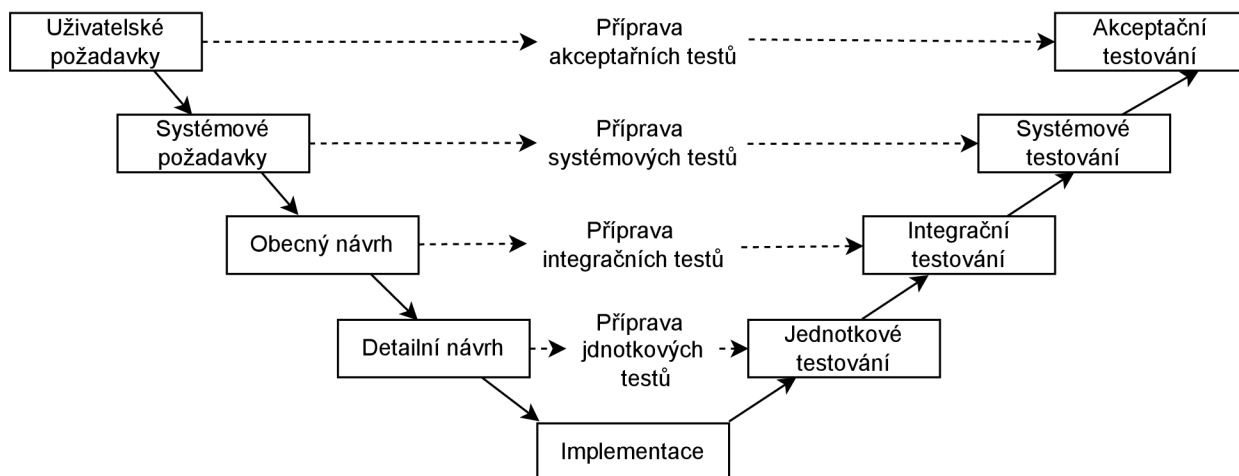 Uživatelské
požadavky
Příprava
akceptařních testů
Akceptační
testování
Systémové
požadavky
Příprava
systémových testů
Systémové
testování
Obecný návrh
Příprava
integračních testů
Integrační
testování
Detailní návrh
Příprava
jdnotkových
testů
Jednotkové
testování
Implementace